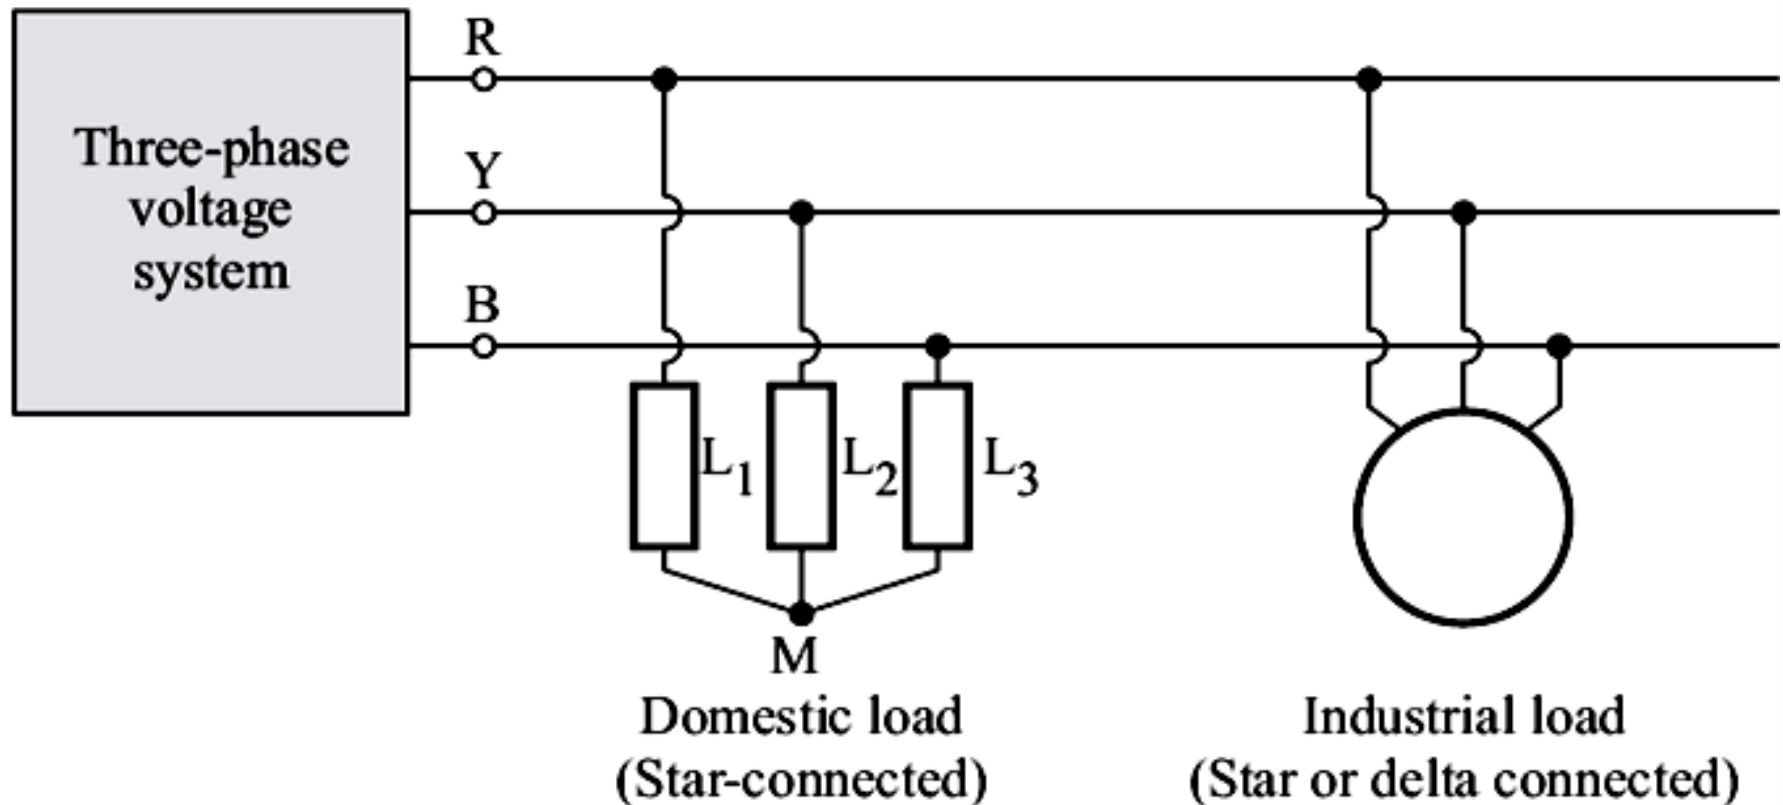 Three-phase
voltage
system
R
Y
B
L1
L2
L3
M
Domestic load
(Star-connected)
Industrial load
(Star or delta connected)